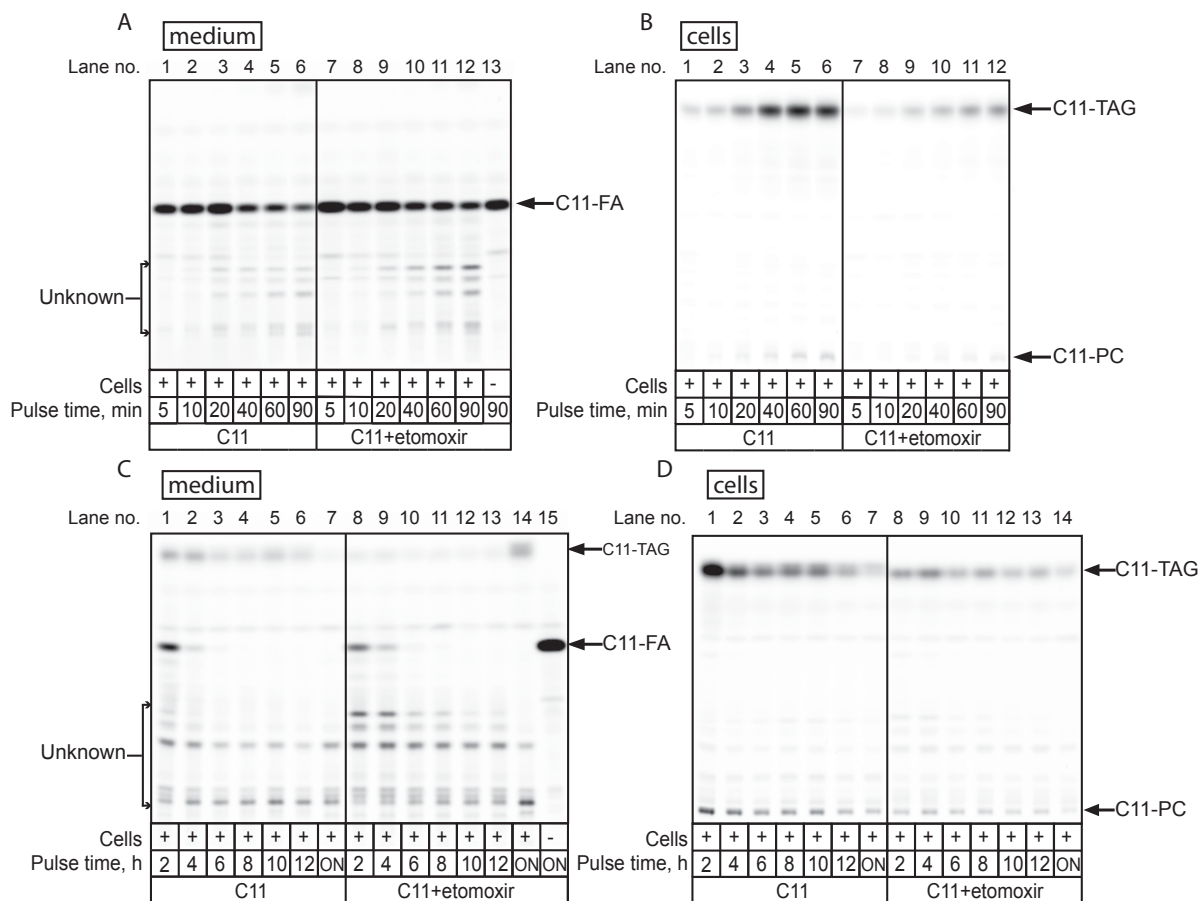 A
medium
Lane no. 1 2 3 4 5 6 7 8 9 10 11 12 13
C11-FA
Unknown
Cells + + + + + + + + + + + + -
Pulse time, min 5 10 20 40 60 90 5 10 20 40 60 90 90
C11 C11+etomoxir
B
cells
Lane no. 1 2 3 4 5 6 7 8 9 10 11 12
C11-TAG
C11-PC
Cells + + + + + + + + + + + +
Pulse time, min 5 10 20 40 60 90 5 10 20 40 60 90
C11 C11+etomoxir
C
medium
Lane no. 1 2 3 4 5 6 7 8 9 10 11 12 13 14 15
C11-TAG
C11-FA
Unknown
Cells + + + + + + + + + + + + + + -
Pulse time, h 2 4 6 8 10 12 ON 2 4 6 8 10 12 ON ON
C11 C11+etomoxir
D
cells
Lane no. 1 2 3 4 5 6 7 8 9 10 11 12 13 14
C11-TAG
C11-PC
Cells + + + + + + + + + + + + + +
Pulse time, h 2 4 6 8 10 12 ON 2 4 6 8 10 12 ON
C11 C11+etomoxir